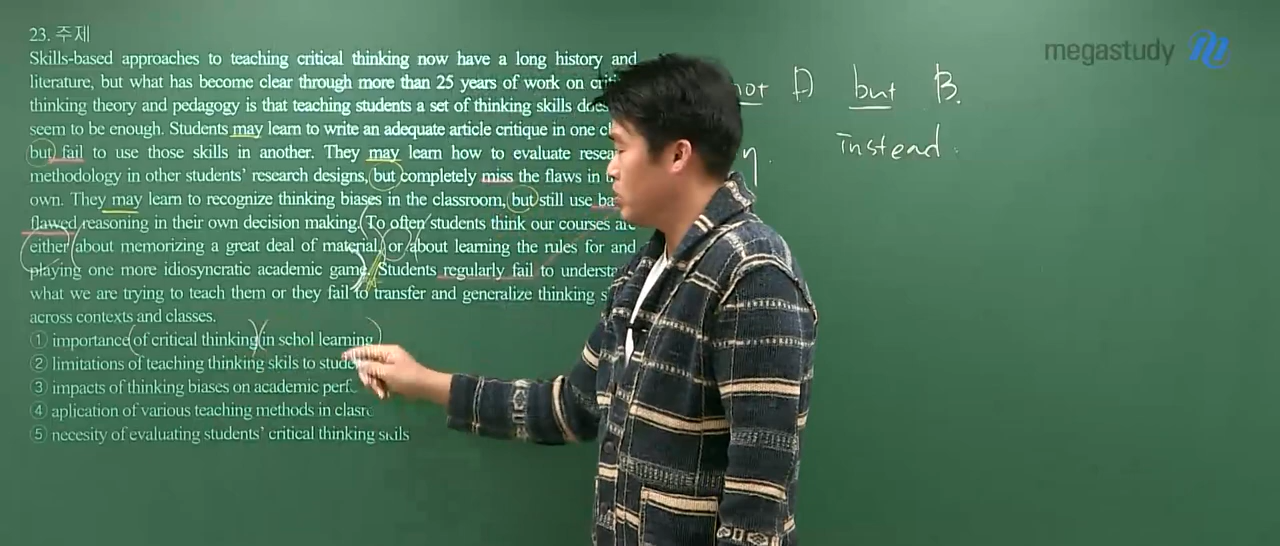 23. 주제
Skills-based approaches to teaching critical thinking now have a long history and
literature, but what has become clear through more than 25 years of work on
thinking theory and pedagogy is that teaching students a set of thinking skills
seem to be enough. Students may learn to write an adequate article critique in one
but fail to use those skills in another. They may learn how to evaluate
methodology in other students' research designs, but completely miss the flaws in
own. They may learn to recognize thinking biases in the classroom, but still use
flawed reasoning in their own decision making. To often students think our courses are
either about memorizing a great deal of material, or about learning the rules for and
playing one more idiosyncratic academic game. Students regularly fail to
what we are trying to teach them or they fail to transfer and generalize thinking
across contexts and classes.
① importance of critical thinking in schol learning
② limitations of teaching thinking skils to
③ impacts of thinking biases on academic
④ aplication of various teaching methods in
⑤ necesity of evaluating students' critical thinking skils
megastudy
A but B.
instead.